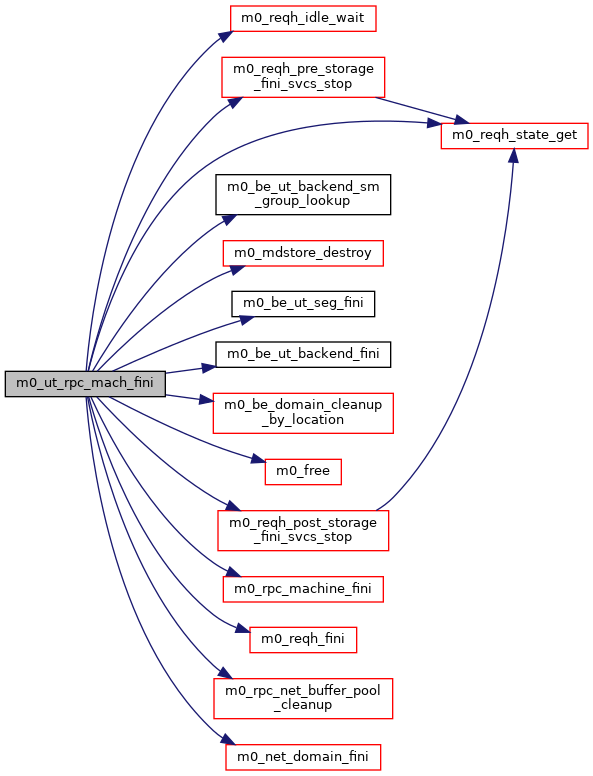 m0_reqh_idle_wait
m0_reqh_pre_storage
_fini_svcs_stop
m0_reqh_state_get
m0_be_ut_backend_sm
_group_lookup
m0_mdstore_destroy
m0_be_ut_seg_fini
m0_be_ut_backend_fini
m0_ut_rpc_mach_fini
m0_be_domain_cleanup
_by_location
m0_free
m0_reqh_post_storage
_fini_svcs_stop
m0_rpc_machine_fini
m0_reqh_fini
m0_rpc_net_buffer_pool
_cleanup
m0_net_domain_fini